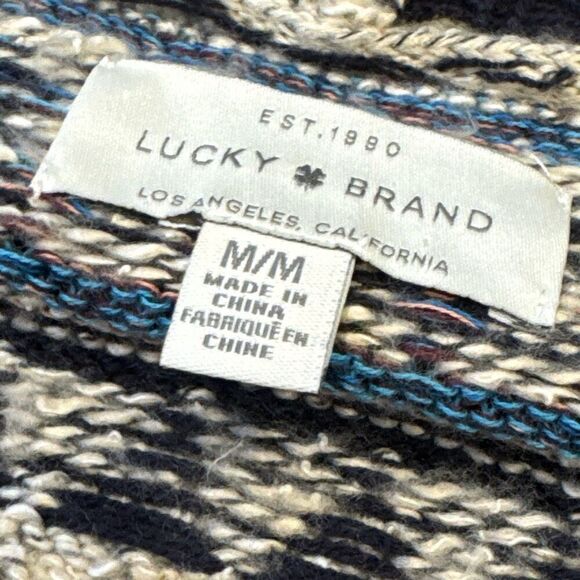 EST. 1990
LUCKY BRAND
LOS ANGELES, CALIFORNIA
M/M
MADE IN
CHINA
FABRIQUÉ EN
CHINE